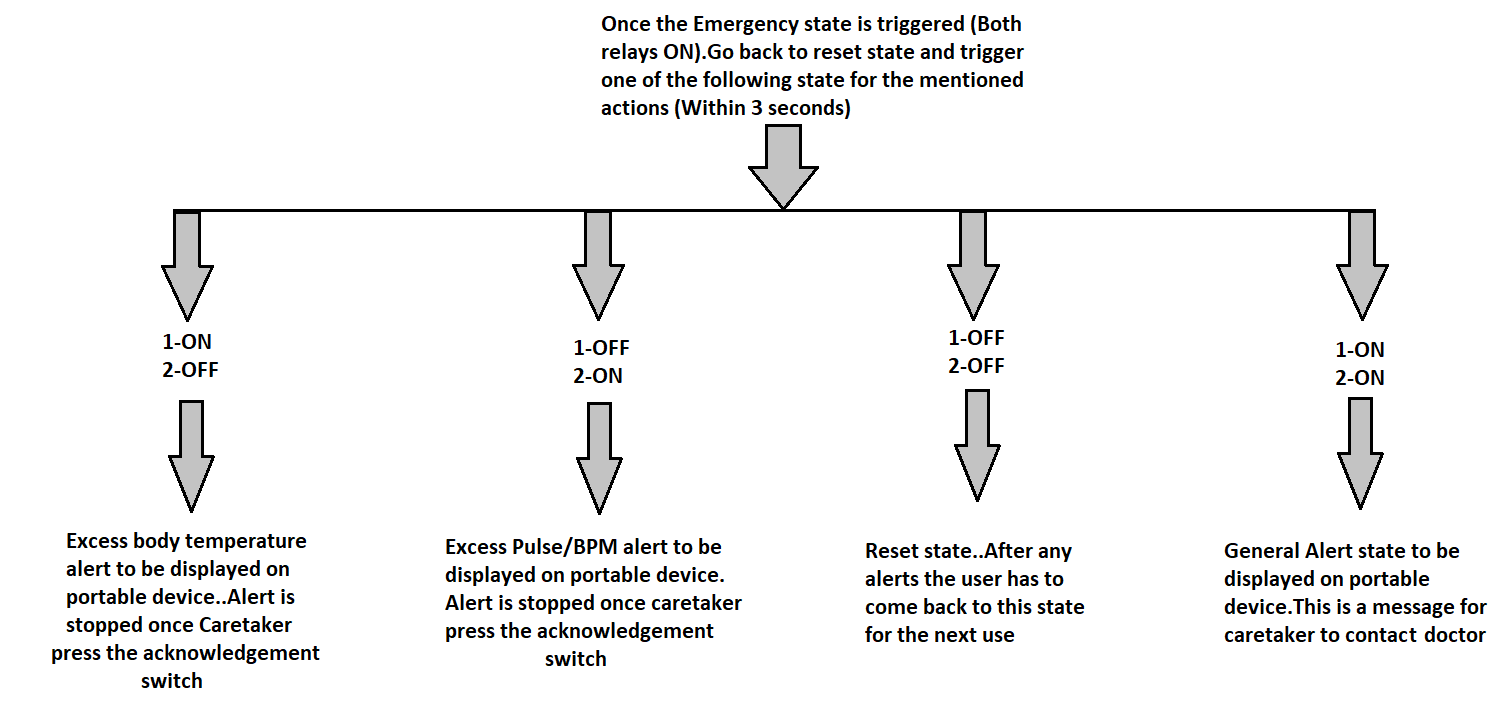 Once the Emergency state is triggered (Both
relays ON).Go back to reset state and trigger
one of the following state for the mentioned
actions (Within 3 seconds)
1-ON
2-OFF
1-OFF
2-ON
1-OFF
2-OFF
1-ON
2-ON
Excess body temperature
alert to be displayed on
portable device..Alert is
stopped once Caretaker
press the acknowledgement
switch
Excess Pulse/BPM alert to be
displayed on portable device.
Alert is stopped once caretaker
press the acknowledgement
switch
Reset state..After any
alerts the user has to
come back to this state
for the next use
General Alert state to be
displayed on portable
device.This is a message for
caretaker to contact doctor